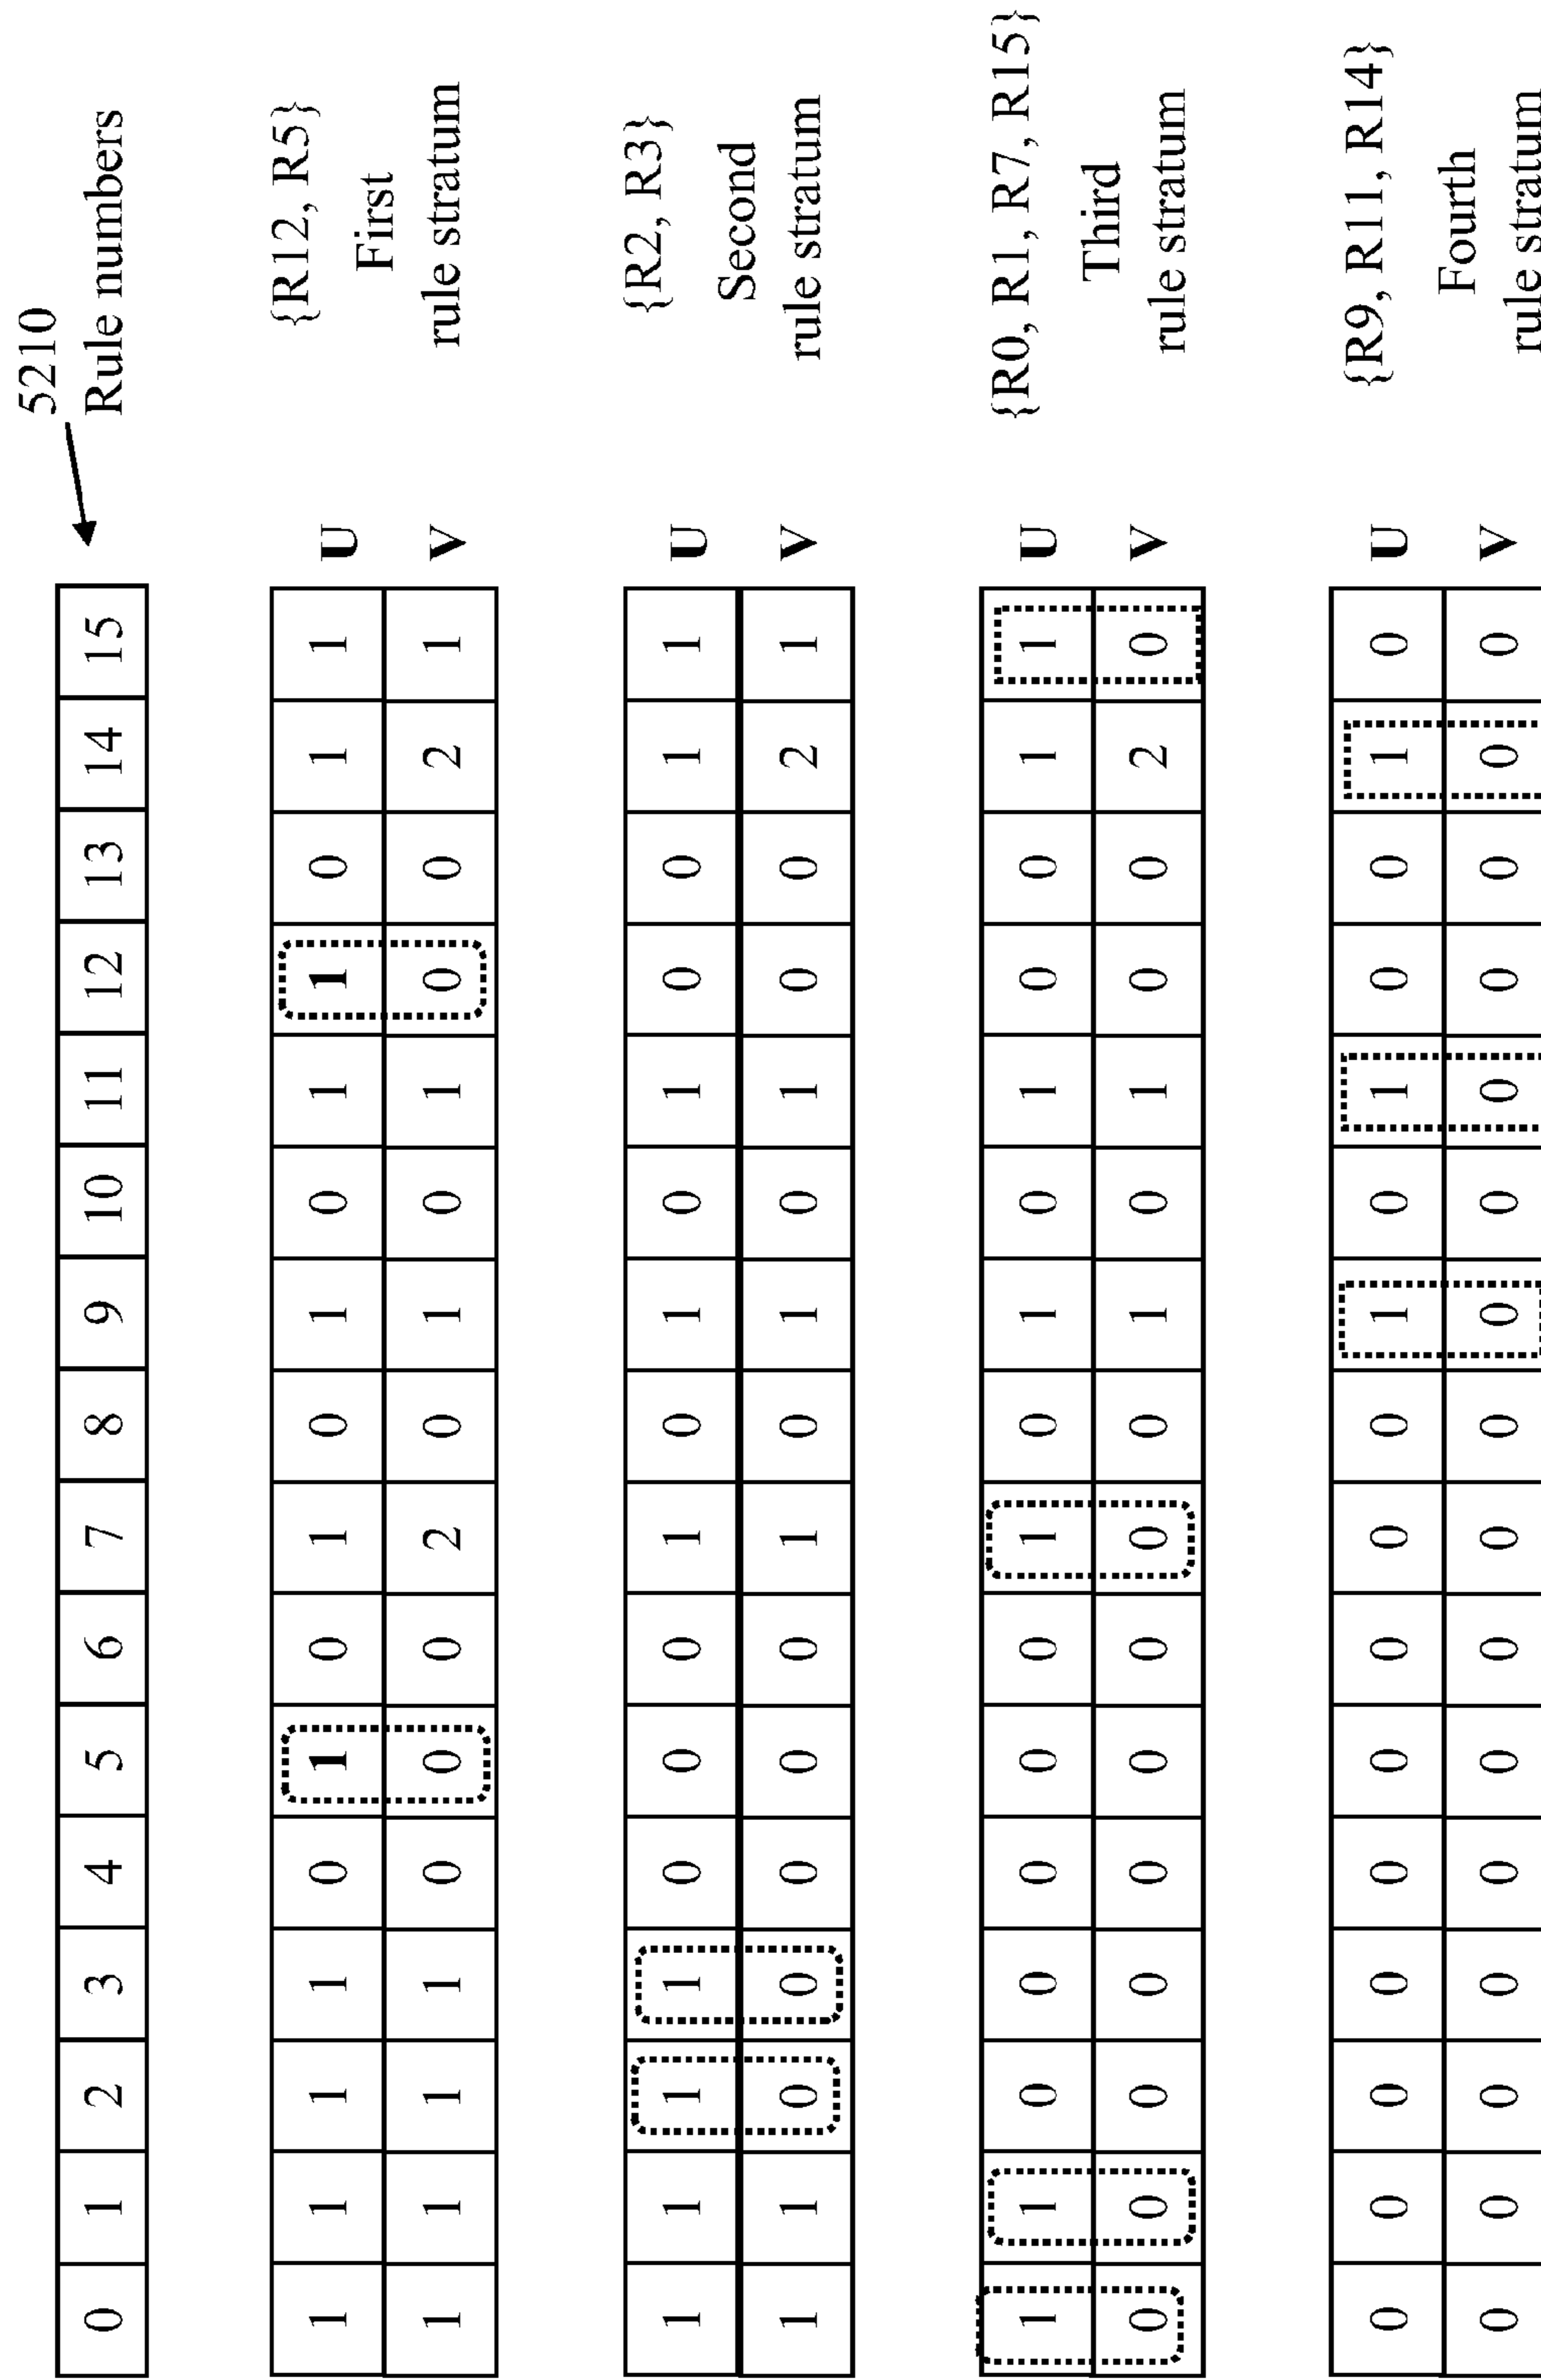 5210
Rule numbers
0 1 2 3 4 5 6 7 8 9 10 11 12 13 14 15
{R12, R5}
1 1 1 1 0 1 0 2 0 1 0 1 1 0 1 1 U
1 1 1 1 0 0 0 2 0 1 0 1 0 0 2 1 V
First
rule stratum
{R2, R3}
1 1 1 1 0 0 0 1 0 1 0 1 0 0 1 1 U
1 1 0 0 0 0 0 1 0 1 0 1 0 0 2 1 V
Second
rule stratum
{R0, R1, R7, R15}
1 1 0 0 0 0 0 1 0 1 0 1 0 0 1 1 U
0 0 0 0 0 0 0 0 0 1 0 1 0 0 2 0 V
Third
rule stratum
{R9, R11, R14}
0 0 0 0 0 0 0 0 0 1 0 1 0 0 1 0 U
0 0 0 0 0 0 0 0 0 0 0 0 0 0 0 0 V
Fourth
rule stratum